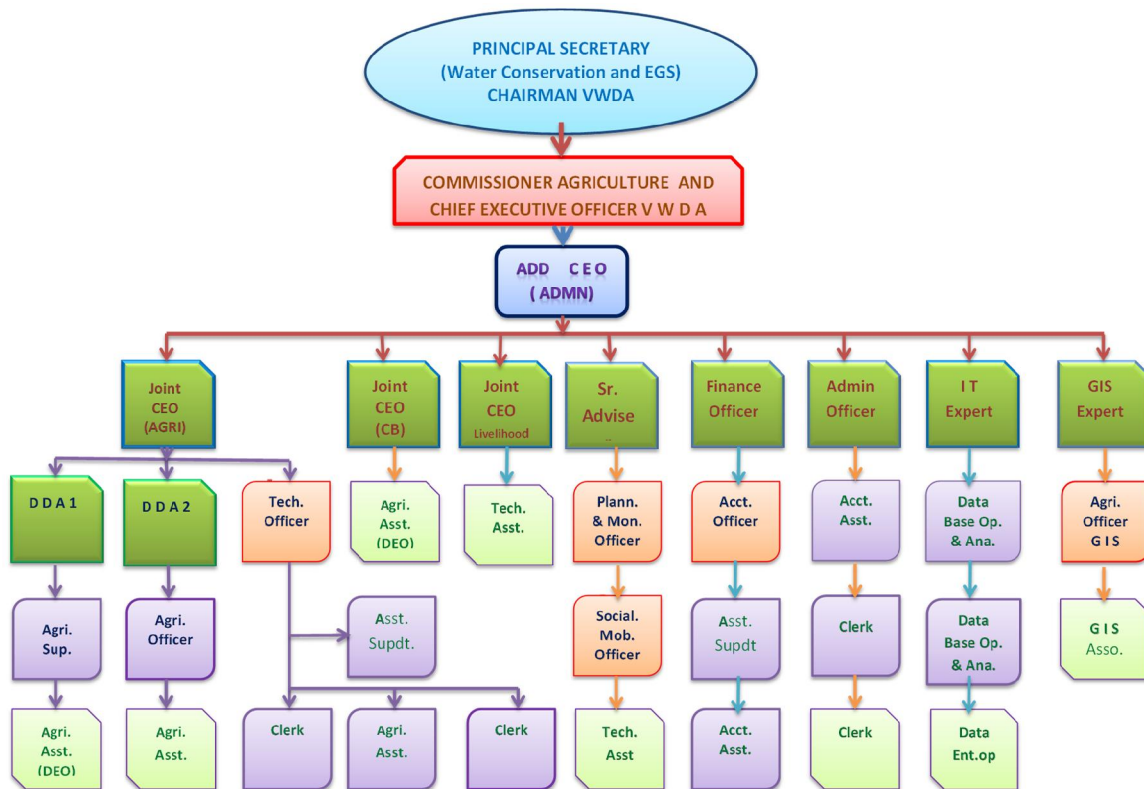 PRINCIPAL SECRETARY
(Water Conservation and EGS)
CHAIRMAN VWDA
COMMISSIONER AGRICULTURE AND
CHIEF EXECUTIVE OFFICER V W D A
ADD C E O
( ADMN)
Joint
CEO
(AGRI)
Joint
CEO
(CB)
Joint
CEO
Livelihood
Sr.
Advise
..
Finance
Officer
Admin
Officer
I T
Expert
GIS
Expert
D D A 1
D D A 2
Tech.
Officer
Agri.
Asst.
(DEO)
Tech.
Asst.
Plann.
& Mon.
Officer
Acct.
Officer
Acct.
Asst.
Data
Base Op.
& Ana.
Agri.
Officer
G I S
Agri.
Sup.
Agri.
Officer
Asst.
Supdt.
Social.
Mob.
Officer
Asst.
Supdt
Clerk
Data
Base Op.
& Ana.
G I S
Asso.
Agri.
Asst.
(DEO)
Agri.
Asst.
Clerk
Agri.
Asst.
Clerk
Tech.
Asst
Acct.
Asst.
Clerk
Data
Ent.op